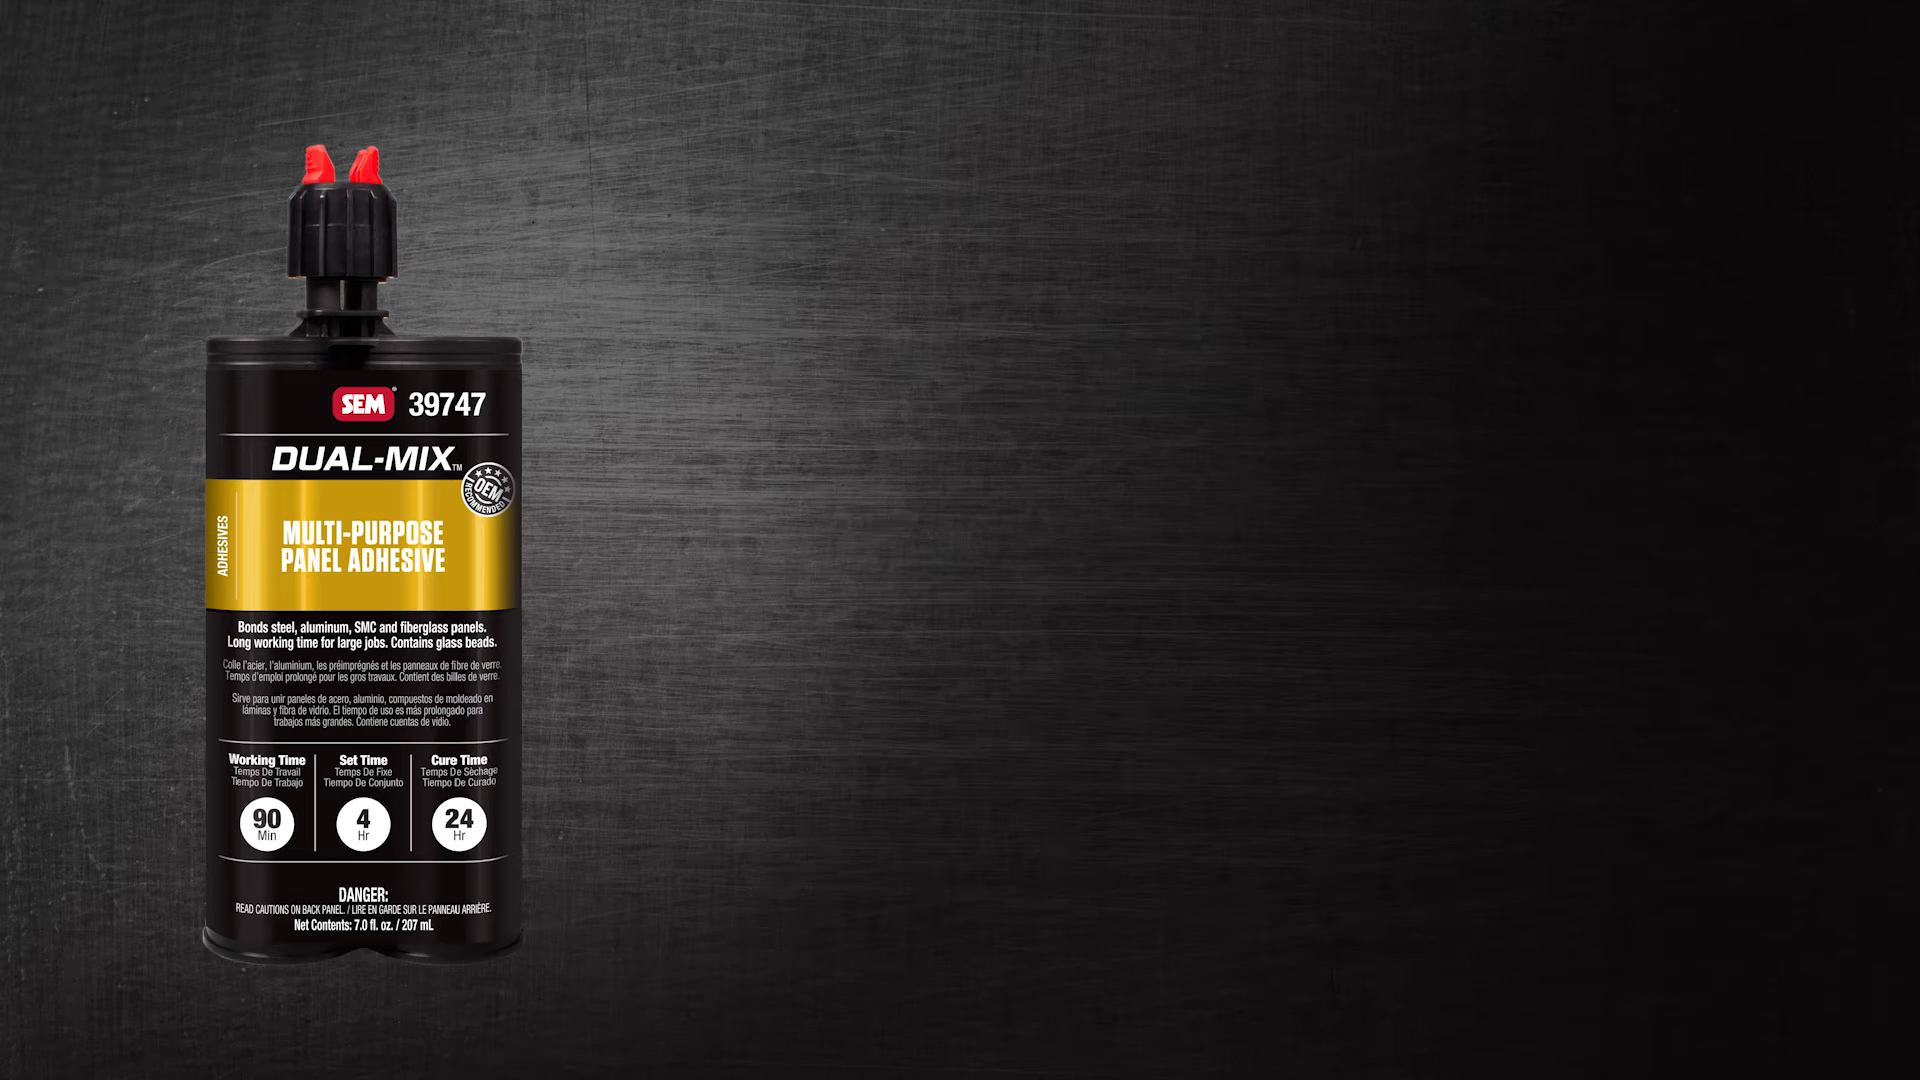 SEM® 39747
DUAL-MIX™
OEM
RECOMMENDED
ADHESIVES
MULTI-PURPOSE
PANEL ADHESIVE
Bonds steel, aluminum, SMC and fiberglass panels.
Long working time for large jobs. Contains glass beads.
Colle l'acier, l'aluminium, les préimprégnés et les panneaux de fibre de verre.
Temps d'emploi prolongé pour les gros travaux. Contient des billes de verre.
Sirve para unir paneles de acero, aluminio, compuestos de moldeado en
láminas y fibra de vidrio. El tiempo de uso es más prolongado para
trabajos más grandes. Contiene cuentas de vidio.
Working Time
Temps De Travail
Tiempo De Trabajo
90
Min
Set Time
Temps De Fixe
Tiempo De Conjunto
4
Hr
Cure Time
Temps De Sèchage
Tiempo De Curado
24
Hr
DANGER:
READ CAUTIONS ON BACK PANEL. / LIRE EN GARDE SUR LE PANNEAU ARRIÈRE.
Net Contents: 7.0 fl. oz. / 207 mL